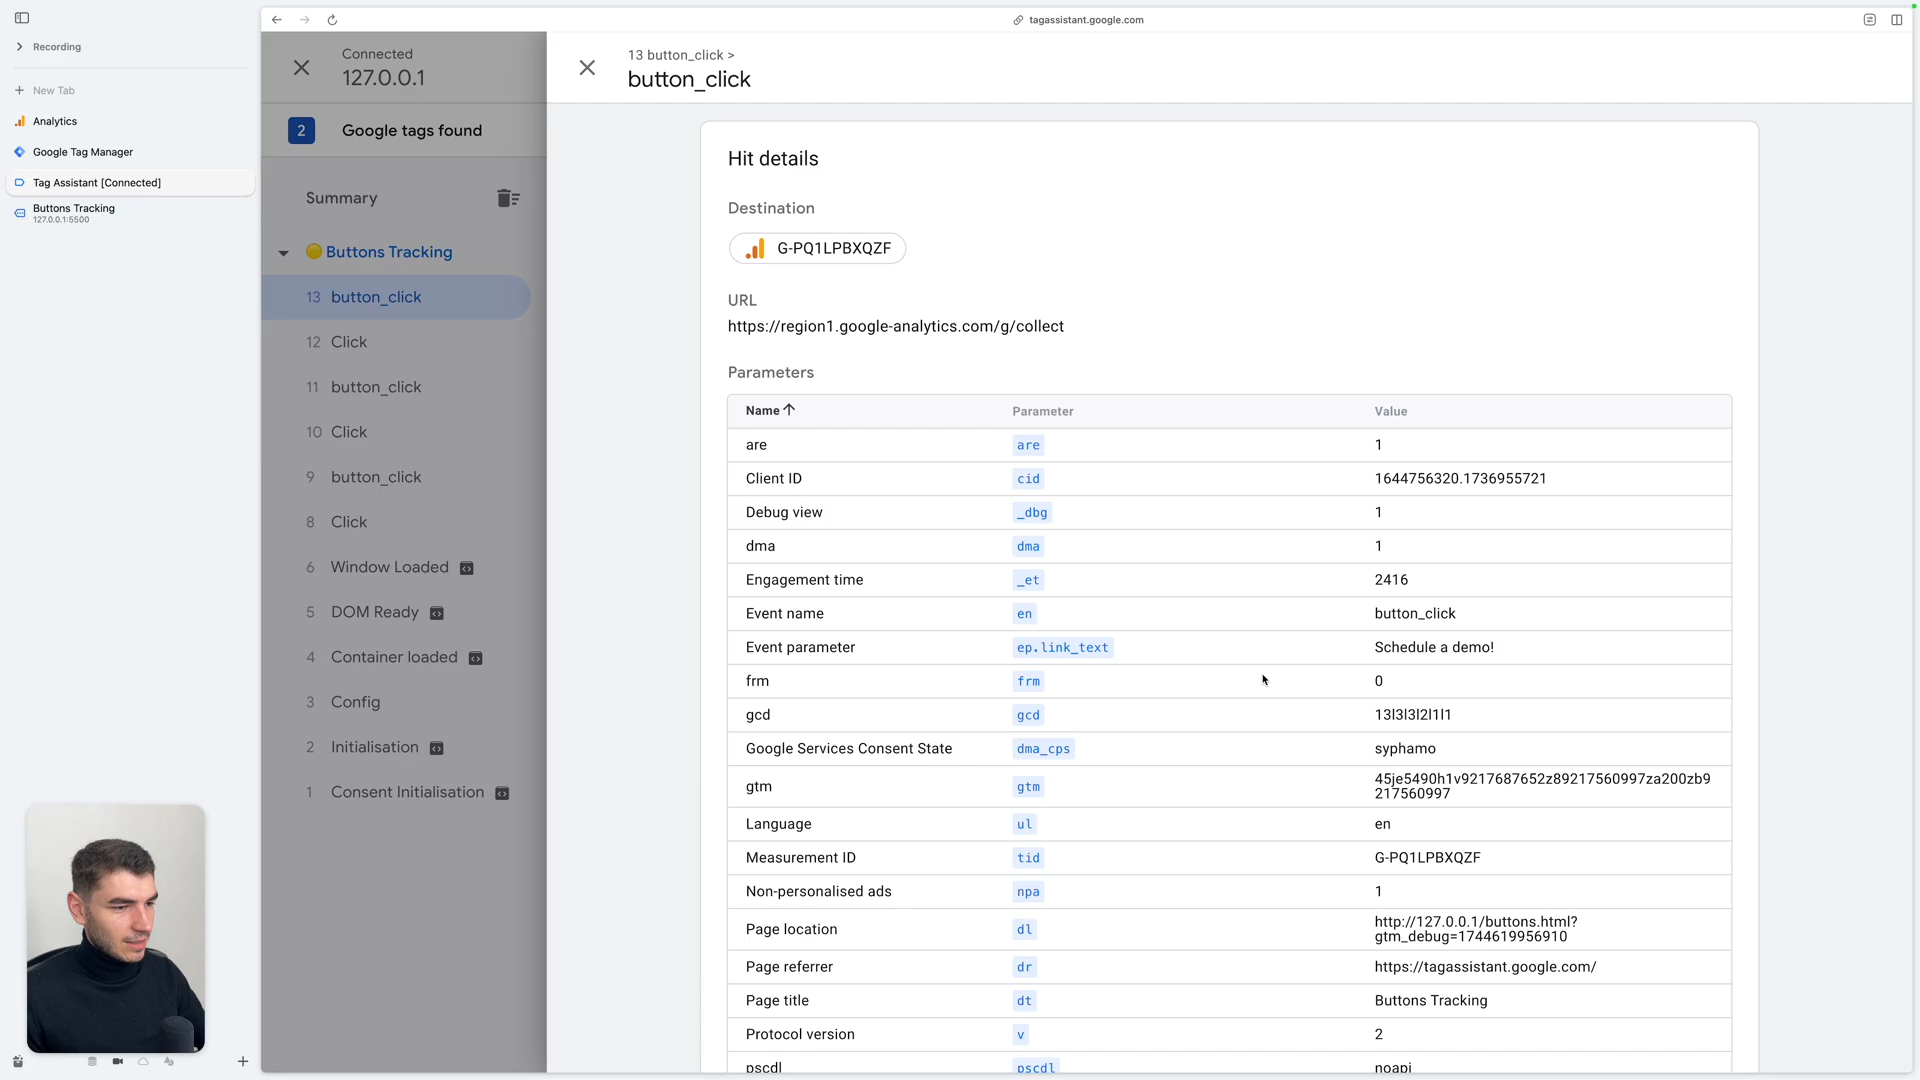 tagassistant.google.com
Recording
New Tab
Analytics
Google Tag Manager
Tag Assistant [Connected]
Buttons Tracking
127.0.0.1:5500
Connected
127.0.0.1
2 Google tags found
Summary
Buttons Tracking
13 button_click
12 Click
11 button_click
10 Click
9 button_click
8 Click
6 Window Loaded
5 DOM Ready
4 Container loaded
3 Config
2 Initialisation
1 Consent Initialisation
13 button_click >
button_click
Hit details
Destination
G-PQ1LPBXQZF
URL
https://region1.google-analytics.com/g/collect
Parameters
Name Parameter Value
are are 1
Client ID cid 1644756320.1736955721
Debug view _dbg 1
dma dma 1
Engagement time _et 2416
Event name en button_click
Event parameter ep.link_text Schedule a demo!
frm frm 0
gcd gcd 13l3l3l2l1l1
Google Services Consent State dma_cps syphamo
gtm gtm 45je5490h1v9217687652z89217560997za200zb9
217560997
Language ul en
Measurement ID tid G-PQ1LPBXQZF
Non-personalised ads npa 1
Page location dl http://127.0.0.1/buttons.html?
gtm_debug=1744619956910
Page referrer dr https://tagassistant.google.com/
Page title dt Buttons Tracking
Protocol version v 2
pscdl pscdl noapi